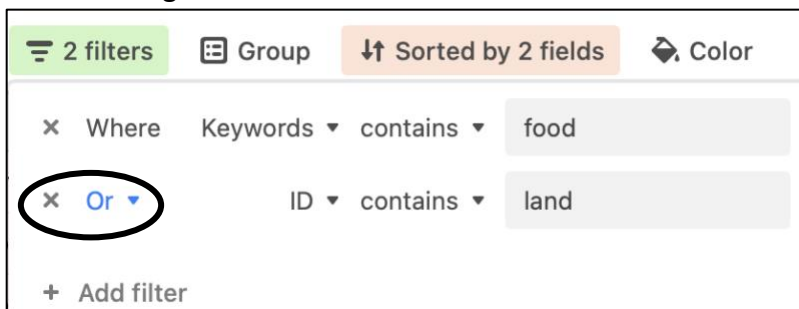 2 filters Group Sorted by 2 fields Color
× Where Keywords contains food
× Or ID contains land
+ Add filter